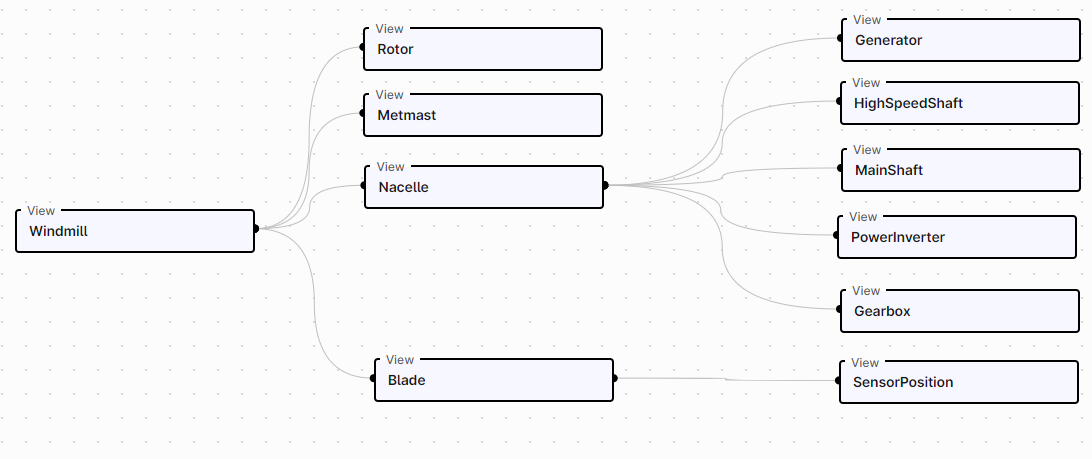 View
Windmill
View
Rotor
View
Metmast
View
Nacelle
View
Blade
View
Generator
View
HighSpeedShaft
View
MainShaft
View
PowerInverter
View
Gearbox
View
SensorPosition